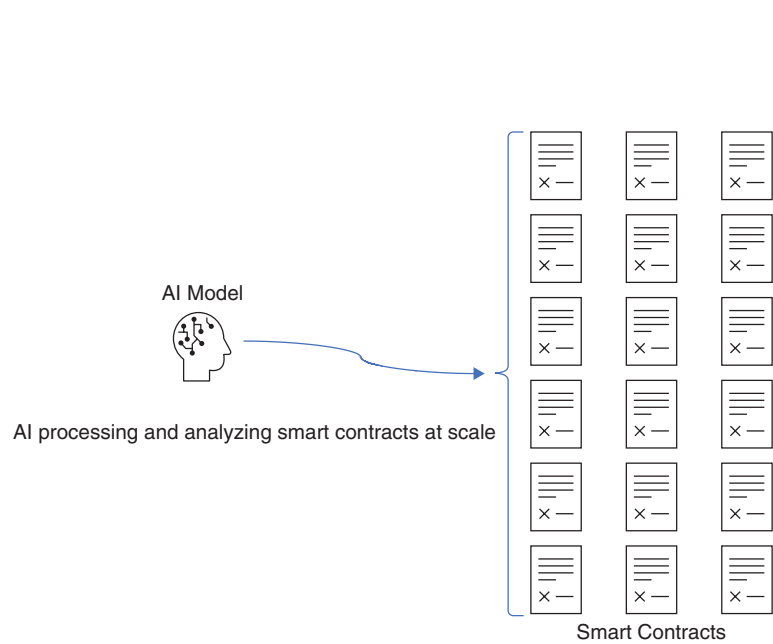 AI Model
AI processing and analyzing smart contracts at scale
Smart Contracts